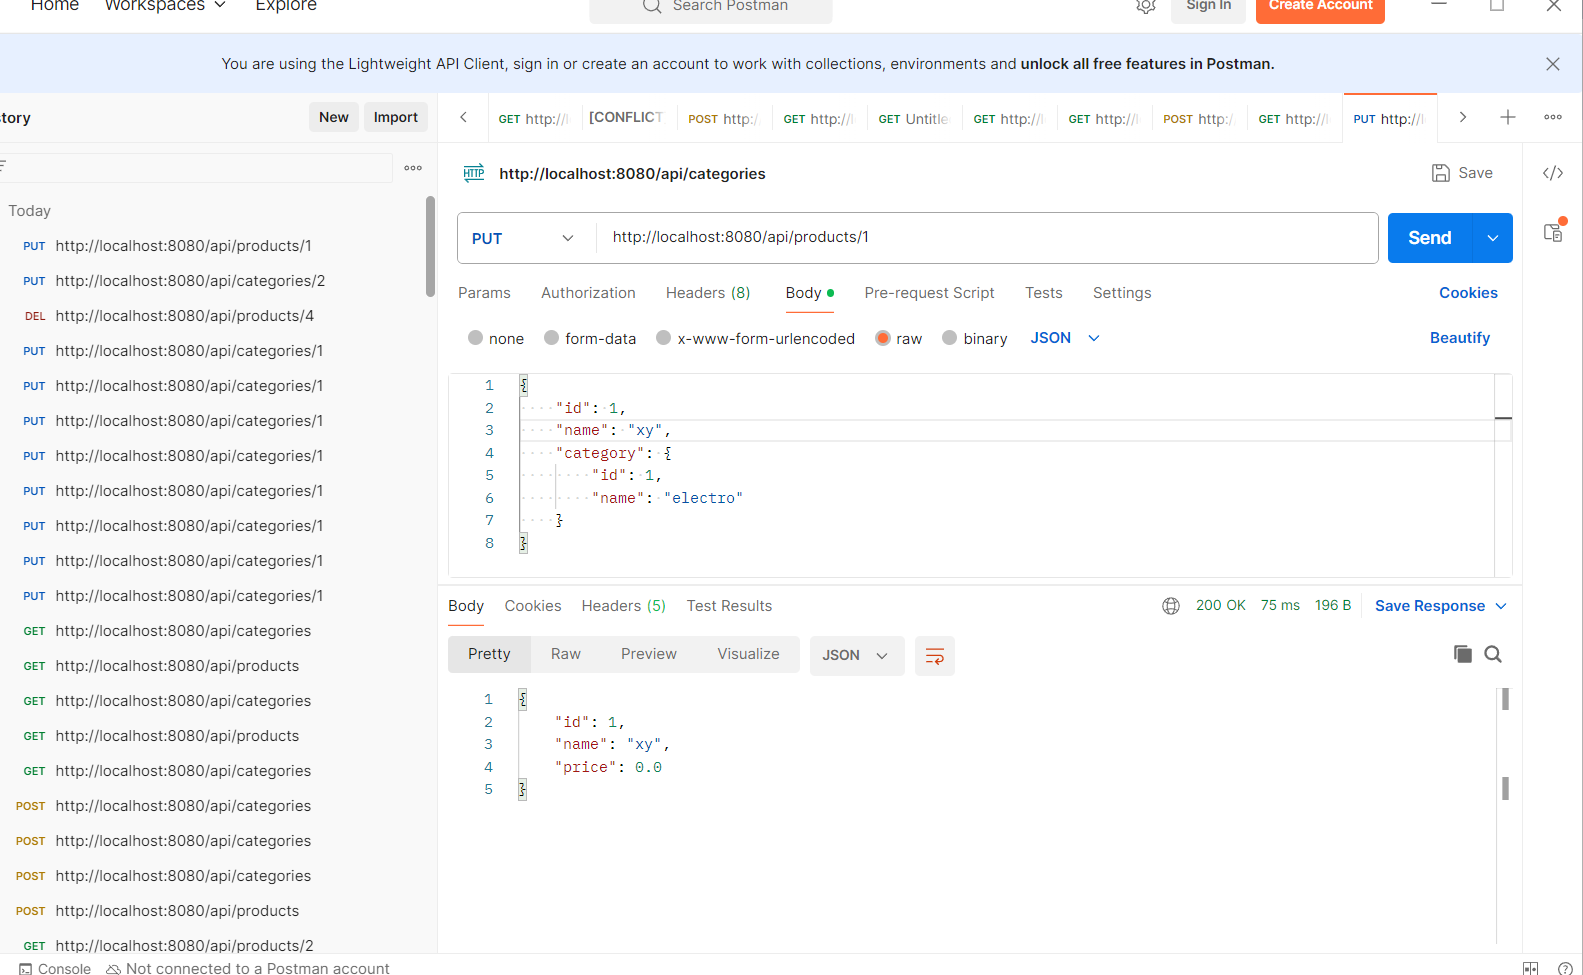 Home Workspaces Explore Search Postman Sign In Create Account
You are using the Lightweight API Client, sign in or create an account to work with collections, environments and unlock all free features in Postman.
tory New Import
GET http://l [CONFLICT POST http:/ GET http://l GET Untitle GET http://l GET http://l POST http:/ GET http://l PUT http://l
HTTP http://localhost:8080/api/categories Save
Today
PUT http://localhost:8080/api/products/1
PUT http://localhost:8080/api/categories/2
DEL http://localhost:8080/api/products/4
PUT http://localhost:8080/api/categories/1
PUT http://localhost:8080/api/categories/1
PUT http://localhost:8080/api/categories/1
PUT http://localhost:8080/api/categories/1
PUT http://localhost:8080/api/categories/1
PUT http://localhost:8080/api/categories/1
PUT http://localhost:8080/api/categories/1
PUT http://localhost:8080/api/categories/1
GET http://localhost:8080/api/categories
GET http://localhost:8080/api/products
GET http://localhost:8080/api/categories
GET http://localhost:8080/api/products
GET http://localhost:8080/api/categories
POST http://localhost:8080/api/categories
POST http://localhost:8080/api/categories
POST http://localhost:8080/api/categories
POST http://localhost:8080/api/products
GET http://localhost:8080/api/products/2
PUT http://localhost:8080/api/products/1 Send
Params Authorization Headers (8) Body Pre-request Script Tests Settings Cookies
none form-data x-www-form-urlencoded raw binary JSON Beautify
1 {
2 "id": 1,
3 "name": "xy",
4 "category": {
5 "id": 1,
6 "name": "electro"
7 }
8 }
Body Cookies Headers (5) Test Results 200 OK 75 ms 196 B Save Response
Pretty Raw Preview Visualize JSON
1 {
2 "id": 1,
3 "name": "xy",
4 "price": 0.0
5 }
Console Not connected to a Postman account